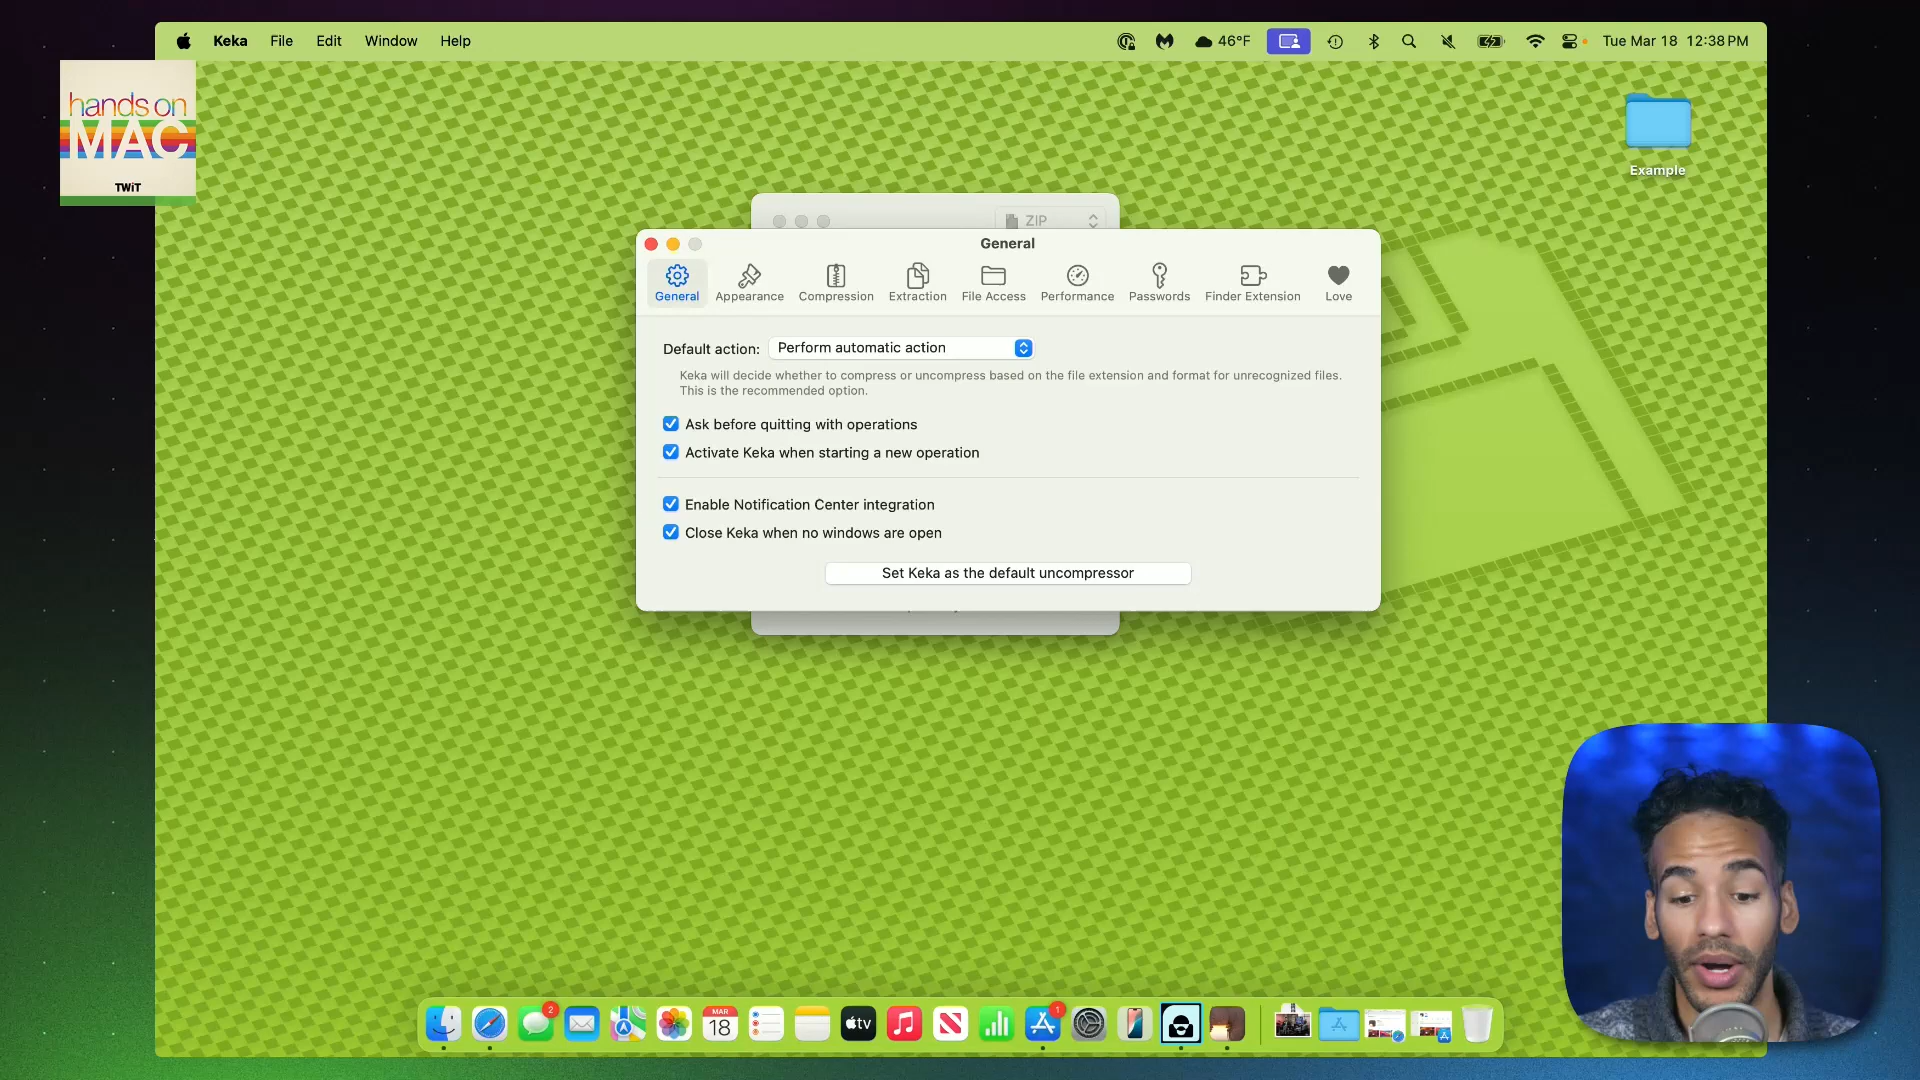 Keka File Edit Window Help
46°F Tue Mar 18 12:38 PM
hands on
MAC
TWiT
Example
ZIP
General
General Appearance Compression Extraction File Access Performance Passwords Finder Extension Love
Default action: Perform automatic action
Keka will decide whether to compress or uncompress based on the file extension and format for unrecognized files.
This is the recommended option.
Ask before quitting with operations
Activate Keka when starting a new operation
Enable Notification Center integration
Close Keka when no windows are open
Set Keka as the default uncompressor
2
MAR
18
tv
1